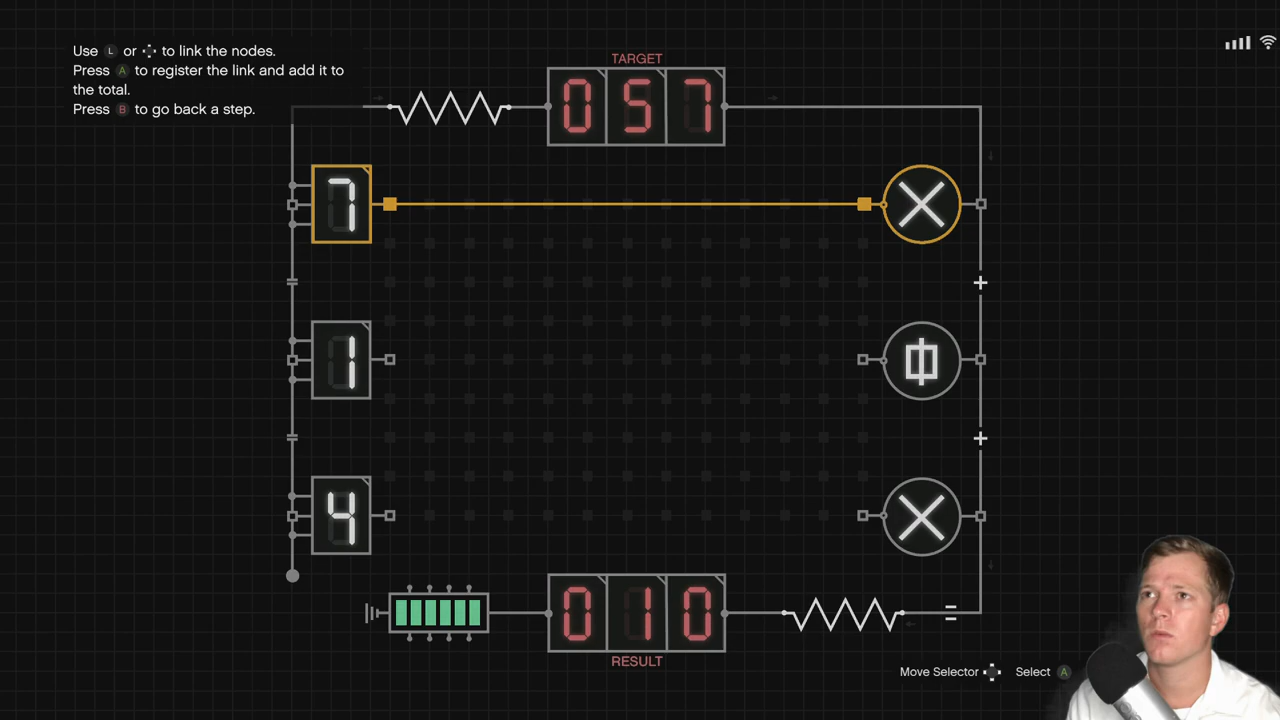 Use L or to link the nodes.
Press A to register the link and add it to
the total.
Press B to go back a step.
TARGET
057
7
1
4
+
+
=
010
RESULT
Move Selector Select A